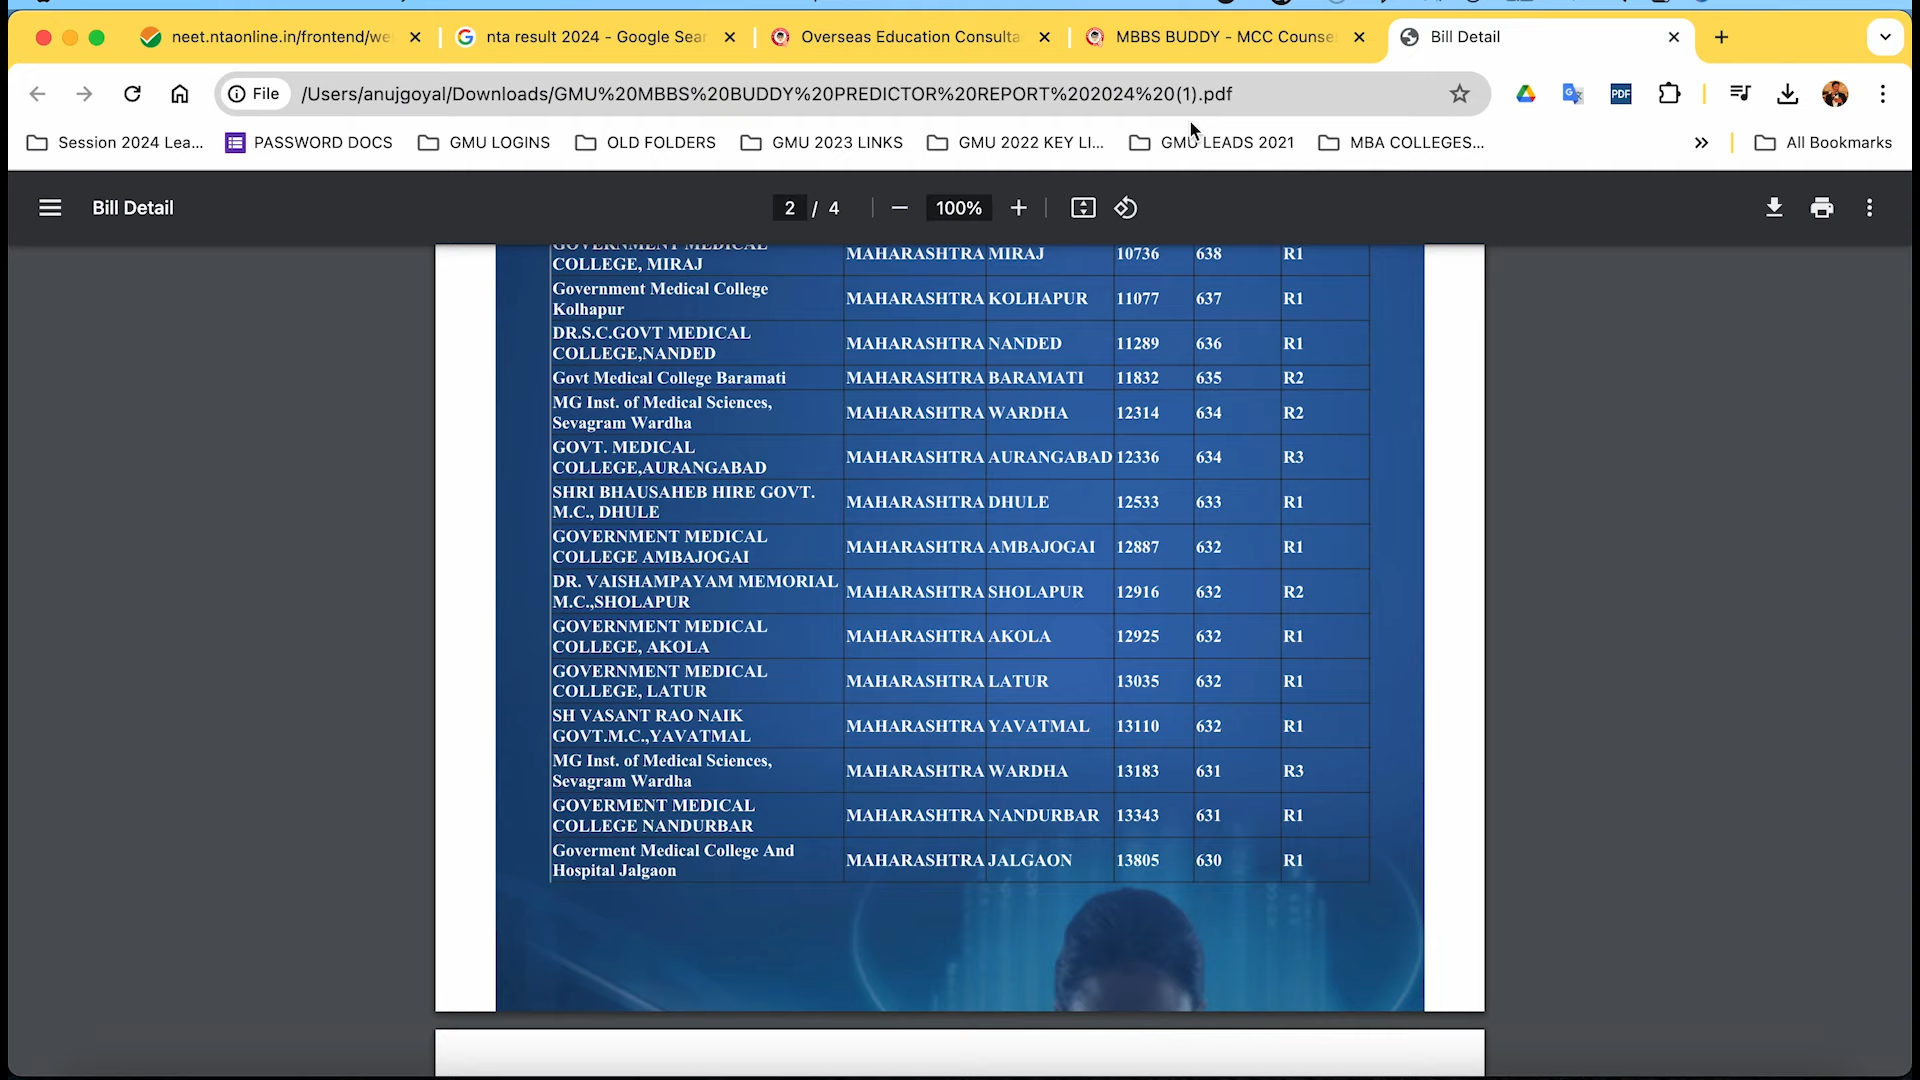 neet.ntaonline.in/frontend/we
nta result 2024 - Google Sear
Overseas Education Consulta
MBBS BUDDY - MCC Counse
Bill Detail
File /Users/anujgoyal/Downloads/GMU%20MBBS%20BUDDY%20PREDICTOR%20REPORT%202024%20(1).pdf
PDF
Session 2024 Lea... PASSWORD DOCS GMU LOGINS OLD FOLDERS GMU 2023 LINKS GMU 2022 KEY LI... GMU LEADS 2021 MBA COLLEGES... » All Bookmarks
Bill Detail 2 / 4 100%
GOVERNMENT MEDICAL
COLLEGE, MIRAJ MAHARASHTRA MIRAJ 10736 638 R1
Government Medical College
Kolhapur MAHARASHTRA KOLHAPUR 11077 637 R1
DR.S.C.GOVT MEDICAL
COLLEGE,NANDED MAHARASHTRA NANDED 11289 636 R1
Govt Medical College Baramati MAHARASHTRA BARAMATI 11832 635 R2
MG Inst. of Medical Sciences,
Sevagram Wardha MAHARASHTRA WARDHA 12314 634 R2
GOVT. MEDICAL
COLLEGE,AURANGABAD MAHARASHTRA AURANGABAD 12336 634 R3
SHRI BHAUSAHEB HIRE GOVT.
M.C., DHULE MAHARASHTRA DHULE 12533 633 R1
GOVERNMENT MEDICAL
COLLEGE AMBAJOGAI MAHARASHTRA AMBAJOGAI 12887 632 R1
DR. VAISHAMPAYAM MEMORIAL
M.C.,SHOLAPUR MAHARASHTRA SHOLAPUR 12916 632 R2
GOVERNMENT MEDICAL
COLLEGE, AKOLA MAHARASHTRA AKOLA 12925 632 R1
GOVERNMENT MEDICAL
COLLEGE, LATUR MAHARASHTRA LATUR 13035 632 R1
SH VASANT RAO NAIK
GOVT.M.C.,YAVATMAL MAHARASHTRA YAVATMAL 13110 632 R1
MG Inst. of Medical Sciences,
Sevagram Wardha MAHARASHTRA WARDHA 13183 631 R3
GOVERMENT MEDICAL
COLLEGE NANDURBAR MAHARASHTRA NANDURBAR 13343 631 R1
Goverment Medical College And
Hospital Jalgaon MAHARASHTRA JALGAON 13805 630 R1